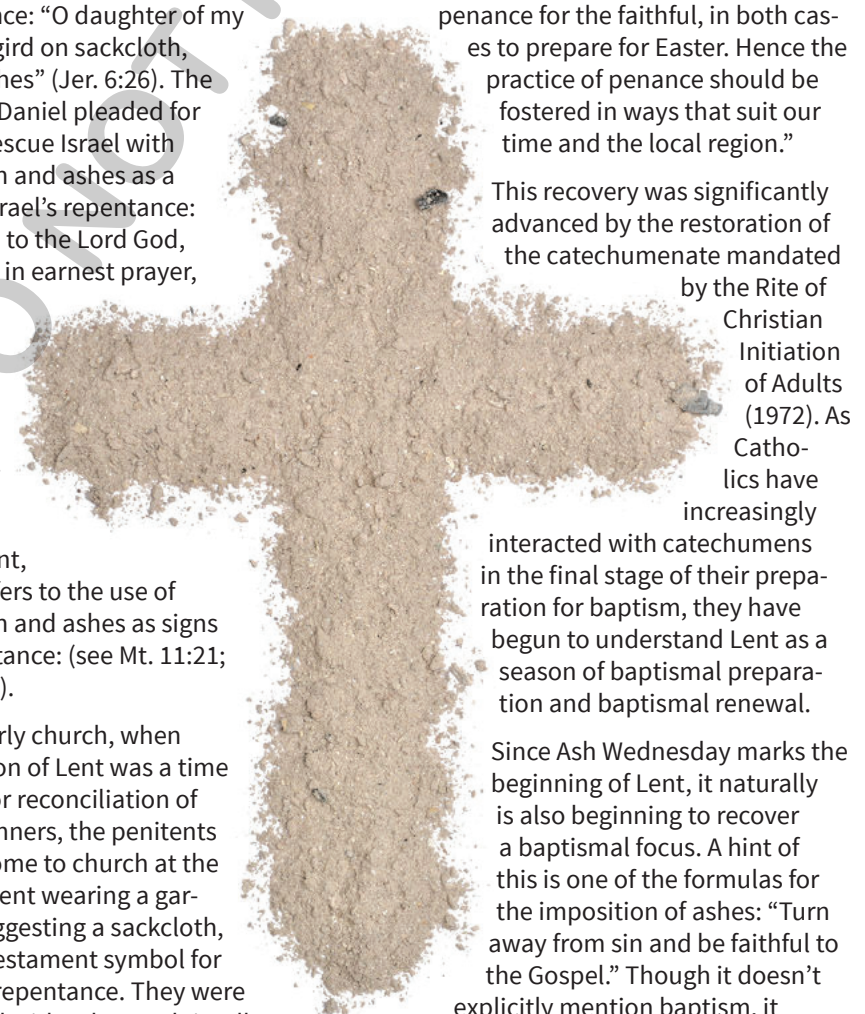 ce: “O daughter of my
gird on sackcloth,
hes” (Jer. 6:26). The
Daniel pleaded for
escue Israel with
n and ashes as a
rael’s repentance:
to the Lord God,
in earnest prayer,
nt,
ers to the use of
n and ashes as signs
tance: (see Mt. 11:21;
).
rly church, when
on of Lent was a time
or reconciliation of
nners, the penitents
ome to church at the
ent wearing a gar-
ggesting a sackcloth,
estament symbol for
repentance. They were
penance for the faithful, in both cas-
es to prepare for Easter. Hence the
practice of penance should be
fostered in ways that suit our
time and the local region.”
This recovery was significantly
advanced by the restoration of
the catechumenate mandated
by the Rite of
Christian
Initiation
of Adults
(1972). As
Catho-
lics have
increasingly
interacted with catechumens
in the final stage of their prepa-
ration for baptism, they have
begun to understand Lent as a
season of baptismal prepara-
tion and baptismal renewal.
Since Ash Wednesday marks the
beginning of Lent, it naturally
is also beginning to recover
a baptismal focus. A hint of
this is one of the formulas for
the imposition of ashes: “Turn
away from sin and be faithful to
the Gospel.” Though it doesn’t
explicitly mention baptism, it
O NOT